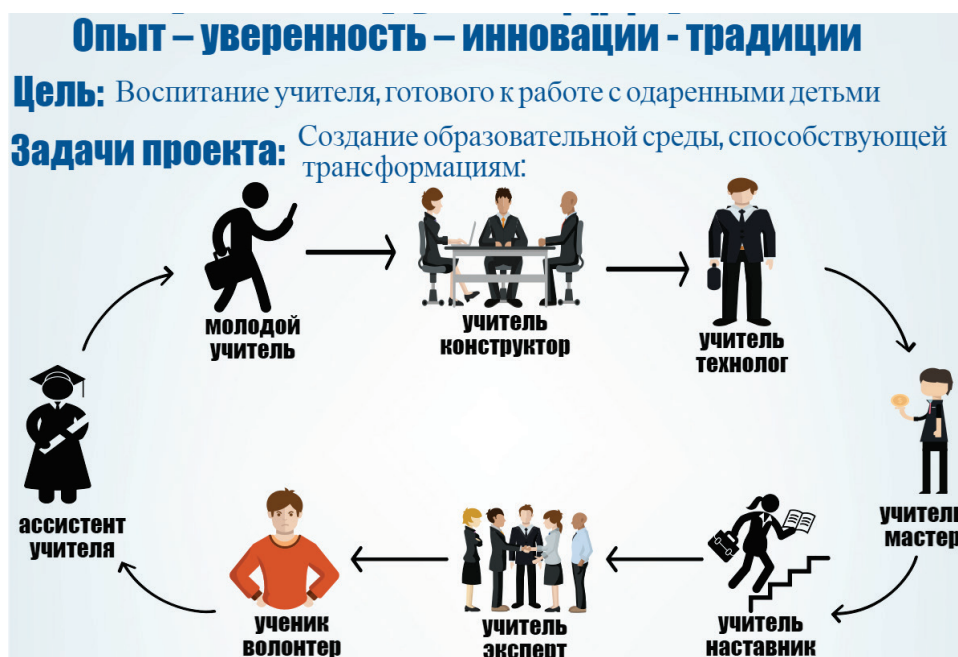 Опыт – уверенность – инновации - традиции
Цель: Воспитание учителя, готового к работе с одаренными детьми
Задачи проекта: Создание образовательной среды, способствующей
трансформациям:
молодой
учитель
учитель
конструктор
учитель
технолог
учитель
мастер
учитель
наставник
учитель
эксперт
ученик
волонтер
ассистент
учителя